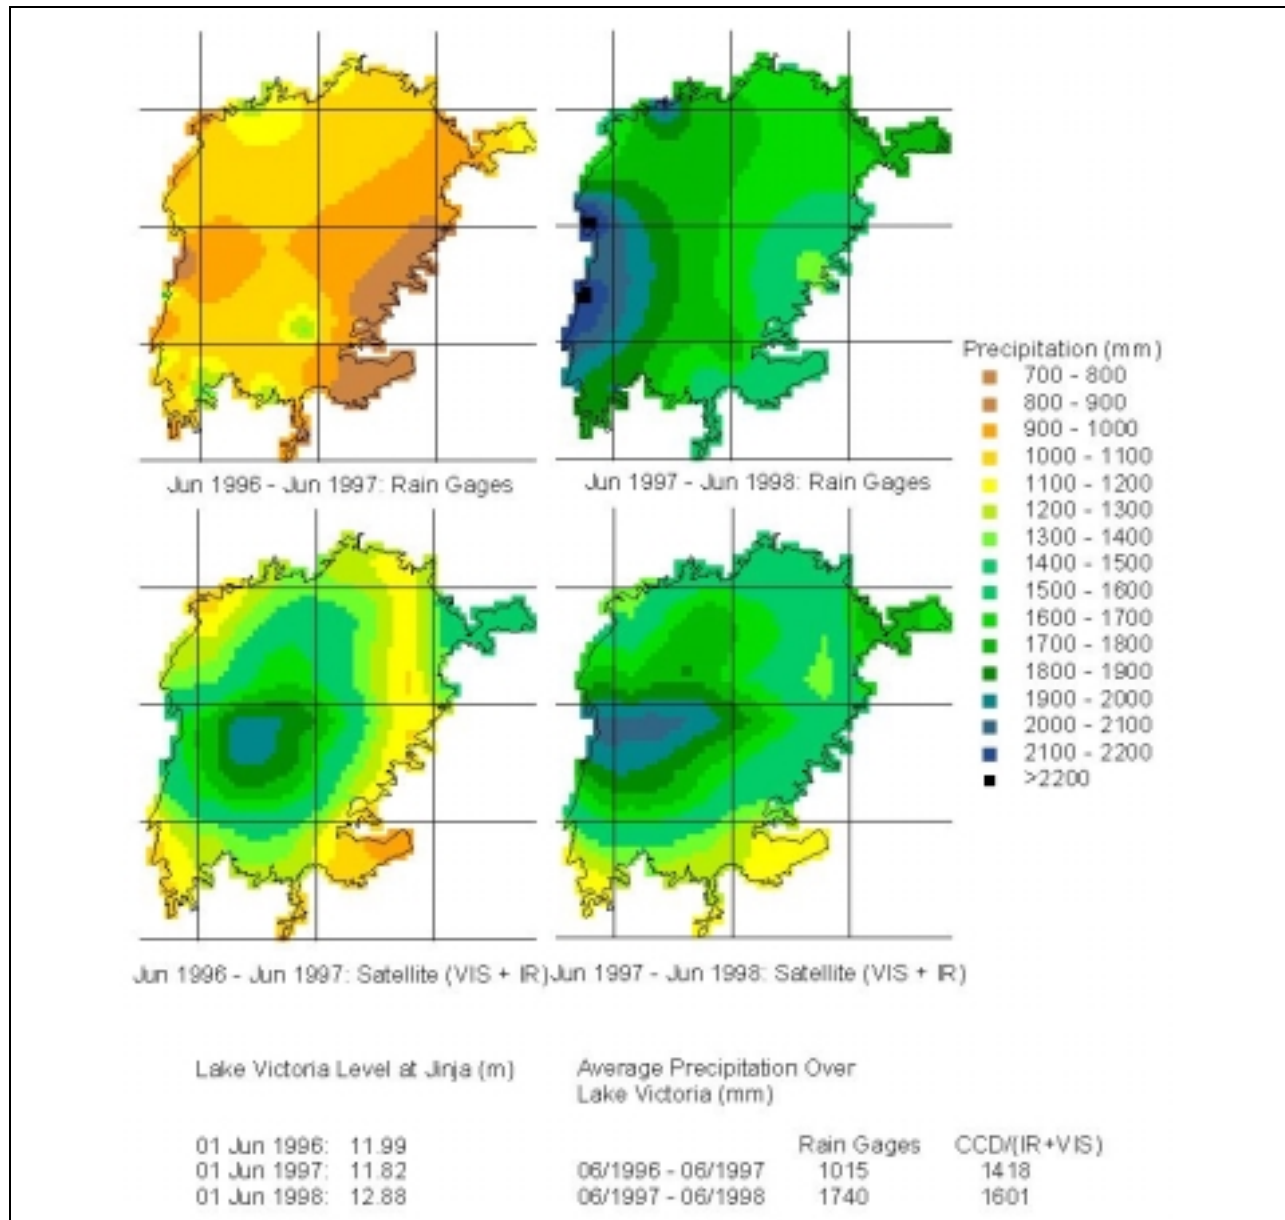 Jun 1996 - Jun 1997: Rain Gages
Jun 1997 - Jun 1998: Rain Gages
Precipitation (mm)
700 - 800
800 - 900
900 - 1000
1000 - 1100
1100 - 1200
1200 - 1300
1300 - 1400
1400 - 1500
1500 - 1600
1600 - 1700
1700 - 1800
1800 - 1900
1900 - 2000
2000 - 2100
2100 - 2200
>2200
Jun 1996 - Jun 1997: Satellite (VIS + IR)
Jun 1997 - Jun 1998: Satellite (VIS + IR)
Lake Victoria Level at Jinja (m)
01 Jun 1996: 11.99
01 Jun 1997: 11.82
01 Jun 1998: 12.88
Average Precipitation Over
Lake Victoria (mm)
Rain Gages CCD/(IR+VIS)
06/1996 - 06/1997 1015 1418
06/1997 - 06/1998 1740 1601